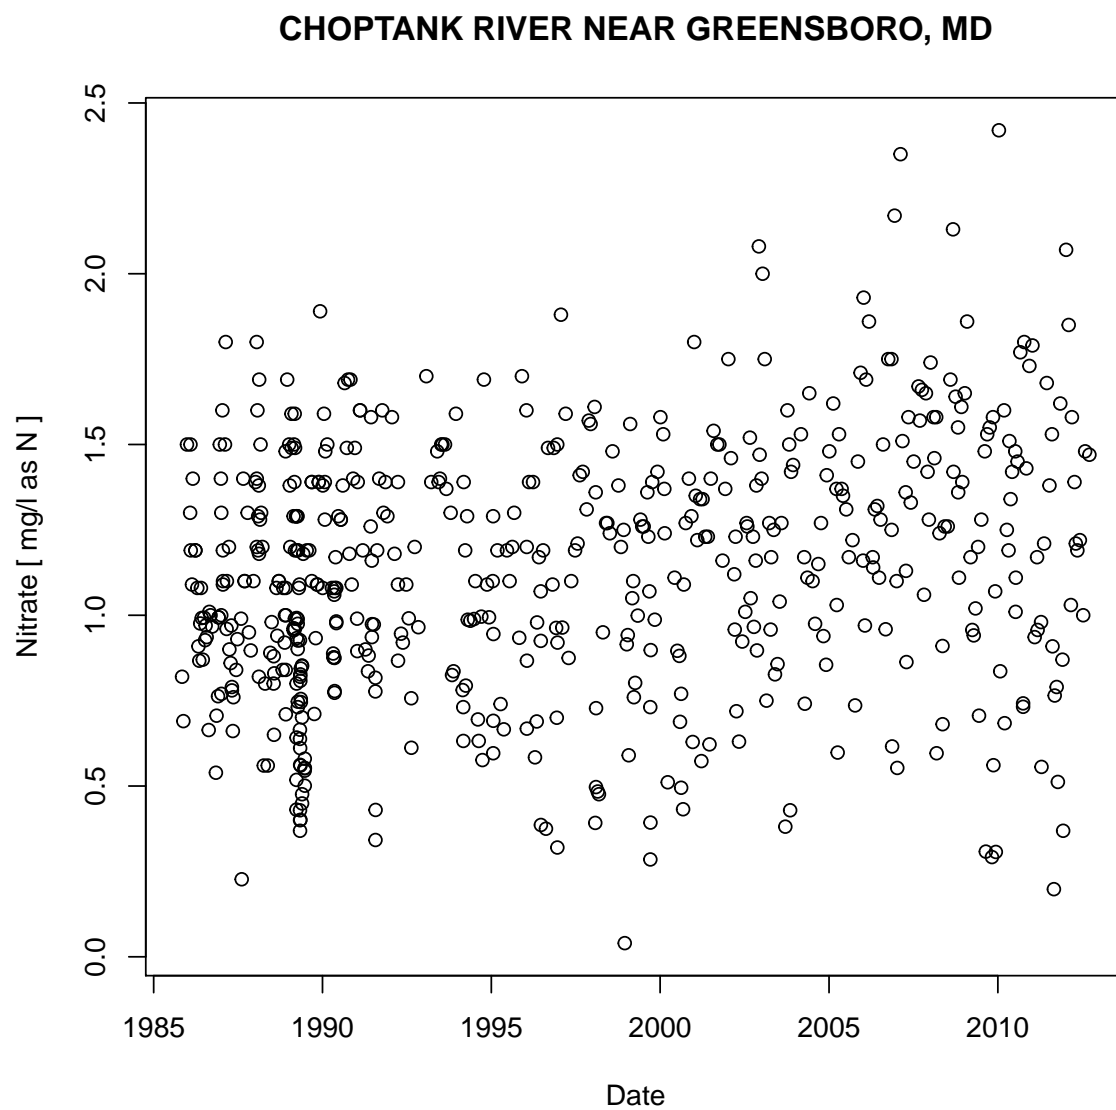 CHOPTANK RIVER NEAR GREENSBORO, MD
Nitrate [ mg/l as N ]
2.5
2.0
1.5
1.0
0.5
0.0
1985 1990 1995 2000 2005 2010
Date